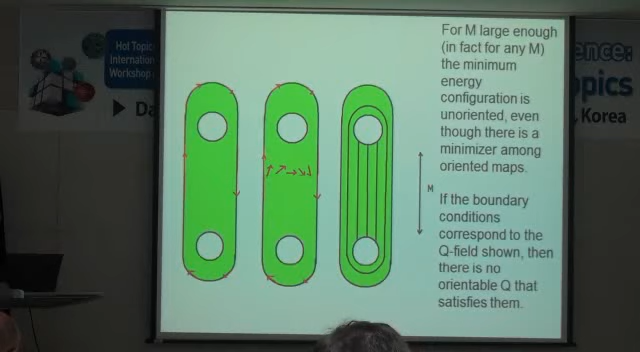 Hot Topic
Internation
Workshop
Da
For M large enough
(in fact for any M)
the minimum
energy
configuration is
unoriented, even
though there is a
minimizer among
oriented maps.
If the boundary
conditions
correspond to the
Q-field shown, then
there is no
orientable Q that
satisfies them.
M
ence:
opics
Korea